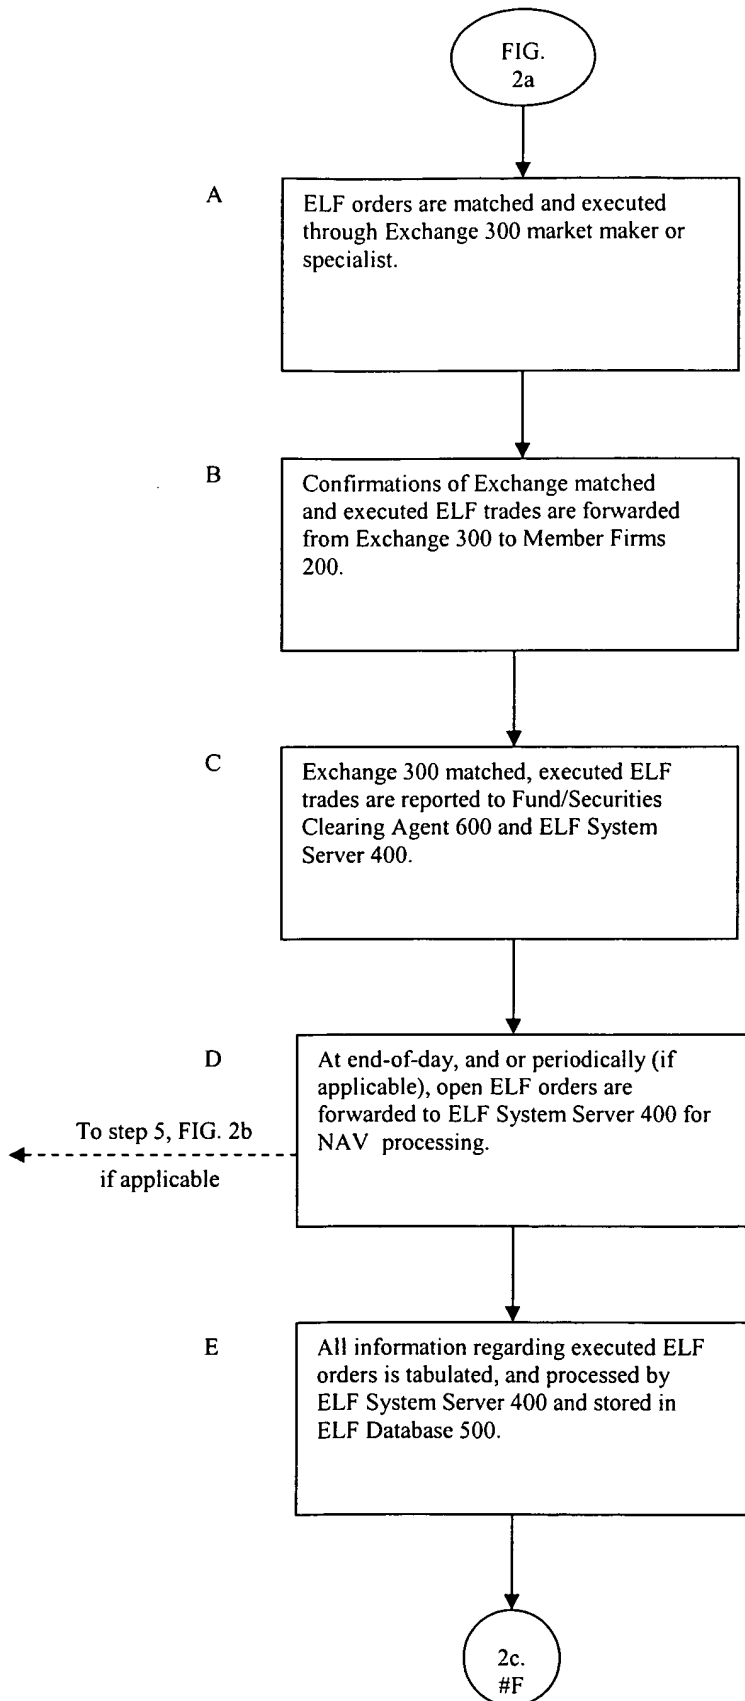 FIG.
2a
A
ELF orders are matched and executed
through Exchange 300 market maker or
specialist.
B
Confirmations of Exchange matched
and executed ELF trades are forwarded
from Exchange 300 to Member Firms
200.
C
Exchange 300 matched, executed ELF
trades are reported to Fund/Securities
Clearing Agent 600 and ELF System
Server 400.
D
At end-of-day, and or periodically (if
applicable), open ELF orders are
forwarded to ELF System Server 400 for
NAV processing.
To step 5, FIG. 2b
if applicable
E
All information regarding executed ELF
orders is tabulated, and processed by
ELF System Server 400 and stored in
ELF Database 500.
2c.
#F